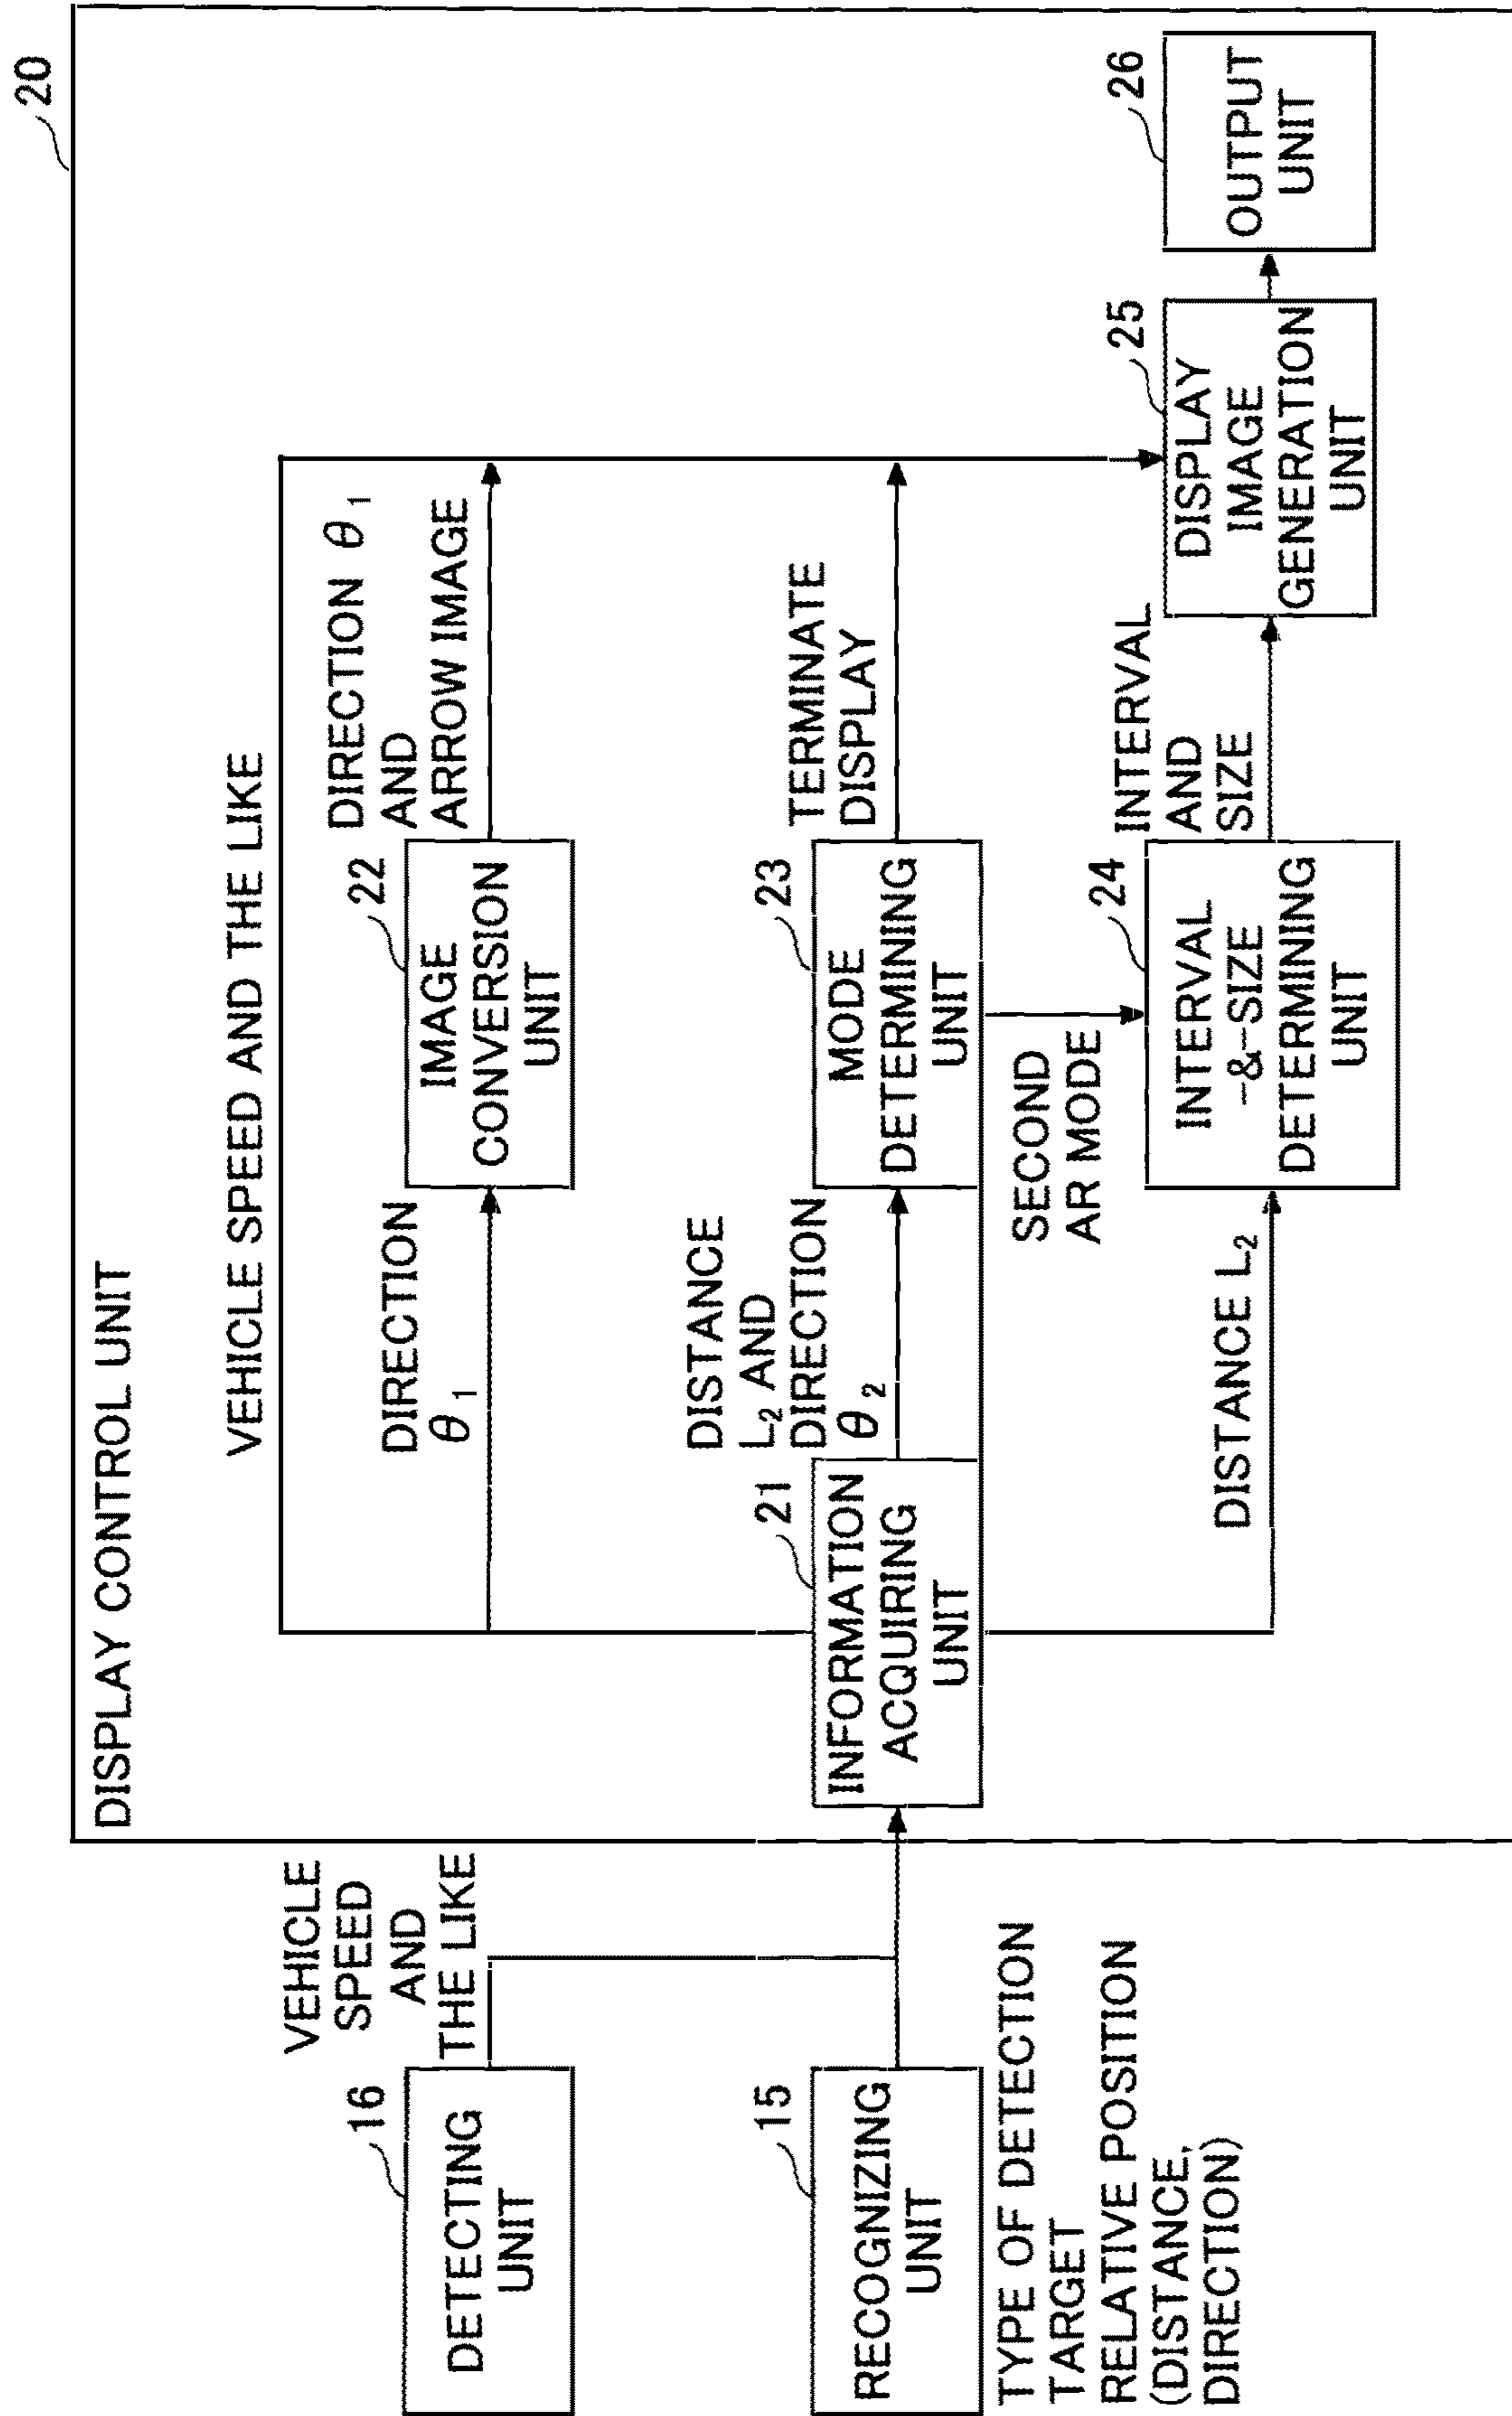 20
DISPLAY CONTROL UNIT
VEHICLE SPEED AND THE LIKE
VEHICLE
SPEED
AND
THE LIKE
16
DETECTING
UNIT
DIRECTION
θ1
22
IMAGE
CONVERSION
UNIT
DIRECTION θ1
AND
ARROW IMAGE
15
RECOGNIZING
UNIT
TYPE OF DETECTION
TARGET
RELATIVE POSITION
(DISTANCE,
DIRECTION)
21
INFORMATION
ACQUIRING
UNIT
DISTANCE
L2 AND
DIRECTION
θ2
23
MODE
DETERMINING
UNIT
TERMINATE
DISPLAY
SECOND
AR MODE
DISTANCE L2
24
INTERVAL
-&-SIZE
DETERMINING
UNIT
INTERVAL
AND
SIZE
25
DISPLAY
IMAGE
GENERATION
UNIT
26
OUTPUT
UNIT